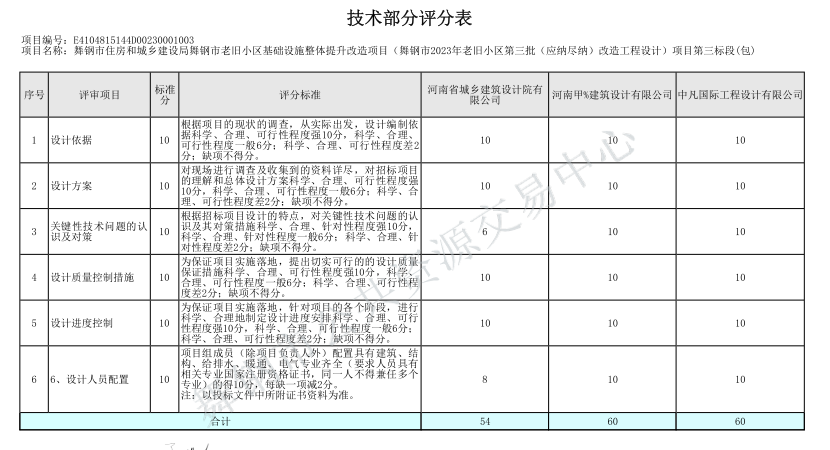 技术部分评分表
项目编号: E4104815144D00230001003
项目名称: 舞钢市住房和城乡建设局舞钢市老旧小区基础设施整体提升改造项目（舞钢市2023年老旧小区第三批（应纳尽纳）改造工程设计）项目第三标段(包)
序号 评审项目 标准分 评分标准 河南省城乡建筑设计院有限公司 河南甲%建筑设计有限公司 中凡国际工程设计有限公司
1 设计依据 10
根据项目的现状的调查，从实际出发，设计编制依
据科学、合理、可行性程度强10分，科学、合理、
可行性程度一般6分；科学、合理、可行性程度差2
分；缺项不得分。
10 10 10
2 设计方案 10
对现场进行调查及收集到的资料详尽，对招标项目
的理解和总体设计方案科学、合理、可行性程度强
10分，科学、合理、可行性程度一般6分；科学、合
理、可行性程度差2分；缺项不得分。
10 10 10
3 关键性技术问题的认识及对策 10
根据招标项目设计的特点，对关键性技术问题的认
识及其对策措施科学、合理、针对性程度强10分，
科学、合理、针对性程度一般6分；科学、合理、针
对性程度差2分；缺项不得分。
6 10 10
4 设计质量控制措施 10
为保证项目实施落地，提出切实可行的的设计质量
保证措施科学、合理、可行性程度强10分，科学、
合理、可行性程度一般6分；科学、合理、可行性程
度差2分；缺项不得分。
10 10 10
5 设计进度控制 10
为保证项目实施落地，针对项目的各个阶段，进行
科学、合理地制定设计进度安排科学、合理、可行
性程度强10分，科学、合理、可行性程度一般6分；
科学、合理、可行性程度差2分；缺项不得分。
10 10 10
6 6、设计人员配置 10
项目组成员（除项目负责人外）配置具有建筑、结
构、给排水、暖通、电气专业齐全（要求人员具有
相关专业国家注册资格证书，同一人不得兼任多个
专业）的得10分，每缺一项减2分。
注：以投标文件中所附证书资料为准。
8 10 10
合计 54 60 60